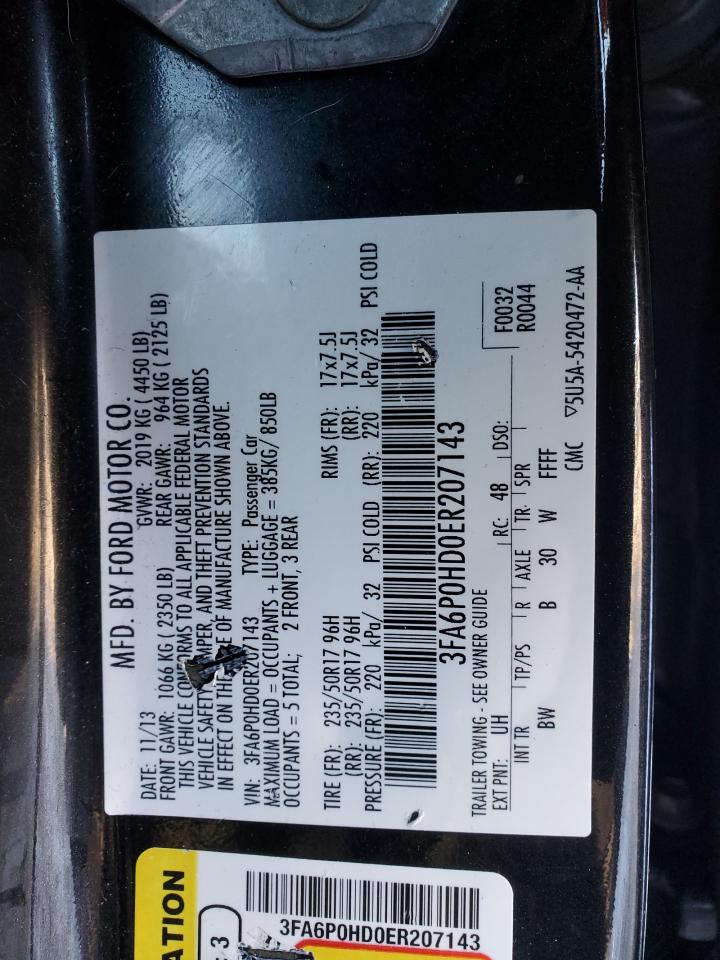 MFD. BY FORD MOTOR CO.
DATE: 11/13 GVWR: 2019 KG ( 4450 LB)
FRONT GAWR: 1066 KG ( 2350 LB) REAR GAWR: 964 KG ( 2125 LB)
THIS VEHICLE CONFORMS TO ALL APPLICABLE FEDERAL MOTOR
VEHICLE SAFETY, BUMPER, AND THEFT PREVENTION STANDARDS
IN EFFECT ON THE DATE OF MANUFACTURE SHOWN ABOVE.
VIN: 3FA6P0HD0ER207143 TYPE: Passenger Car
MAXIMUM LOAD = OCCUPANTS + LUGGAGE = 385KG/ 850LB
OCCUPANTS = 5 TOTAL; 2 FRONT, 3 REAR
TIRE (FR): 235/50R17 96H RIMS (FR): 17x7.5J
(RR): 235/50R17 96H (RR): 17x7.5J
PRESSURE (FR): 220 kPa/ 32 PSI COLD (RR): 220 kPa/ 32 PSI COLD
3FA6P0HD0ER207143
TRAILER TOWING - SEE OWNER GUIDE
F0032
EXT PNT: UH RC: 48 DSO: R0044
INT TR TP/PS R AXLE TR SPR
BW B 30 W FFFF
CMC ▽5U5A-5420472-AA
ATION
3
3FA6P0HD0ER207143